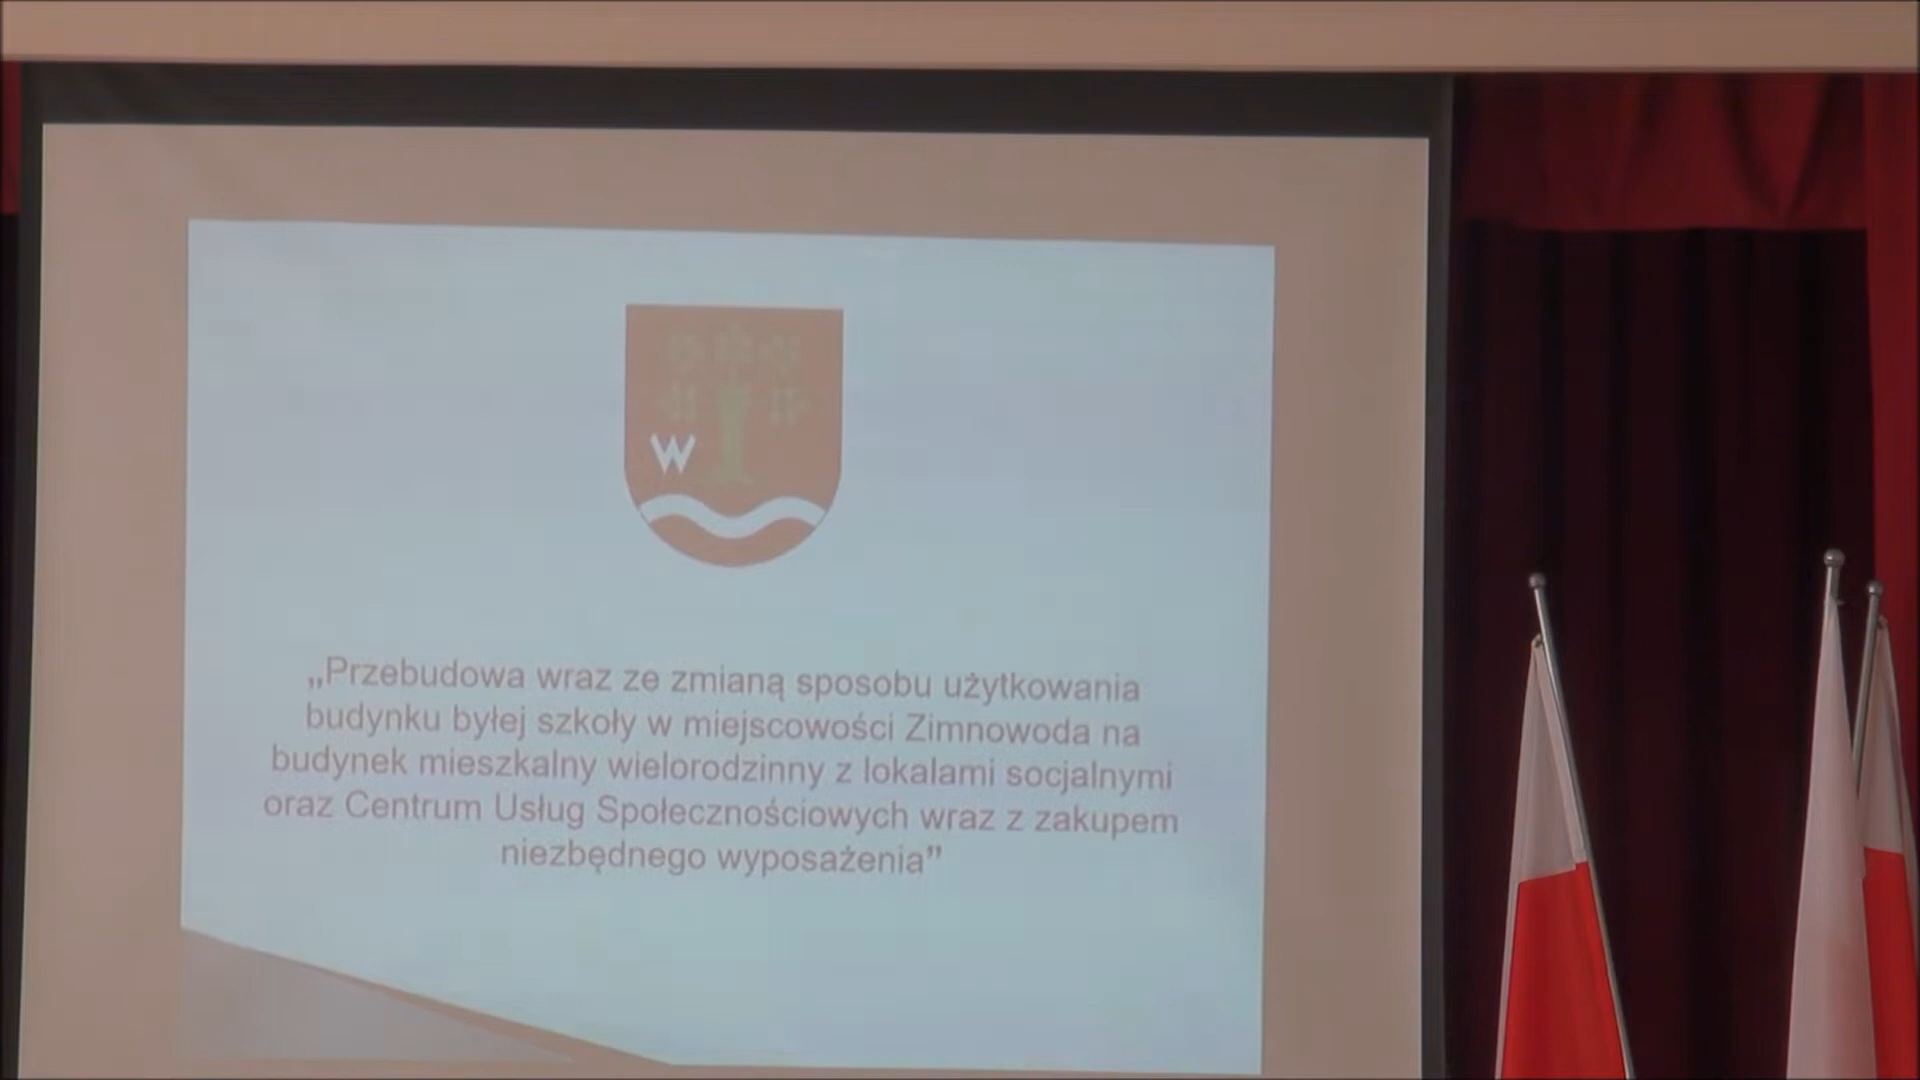 W
„Przebudowa wraz ze zmianą sposobu użytkowania
budynku byłej szkoły w miejscowości Zimnowoda na
budynek mieszkalny wielorodzinny z lokalami socjalnymi
oraz Centrum Usług Społecznościowych wraz z zakupem
niezbędnego wyposażenia”